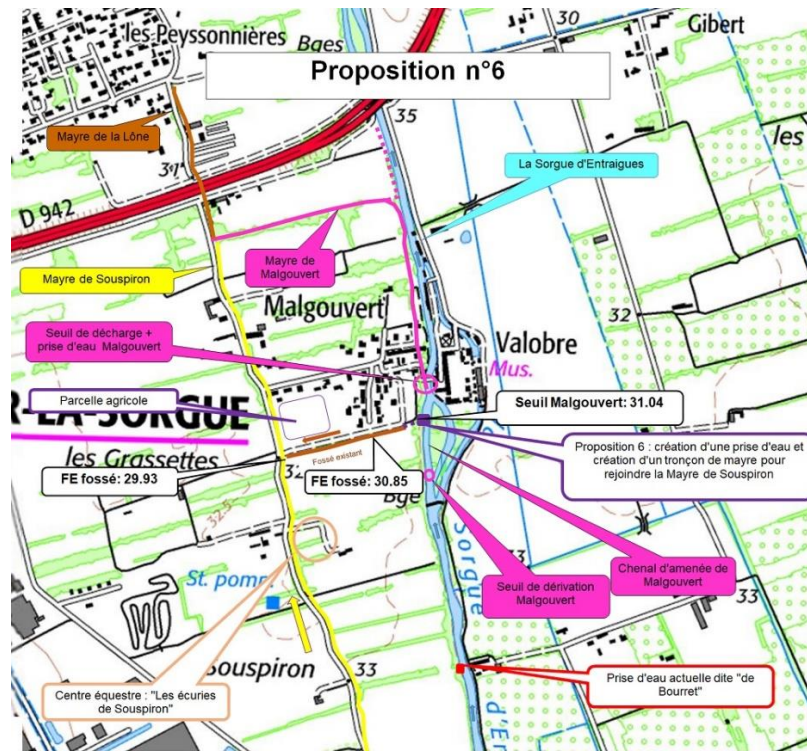 les Peyssonnières
Bges
30
Gibert
Proposition n°6
Mayre de la Lône
35
les
31
La Sorgue d'Entraigues
D 942
Mayre de
Malgouvert
Mayre de Souspiron
Malgouvert
32
Seuil de décharge +
prise d'eau Malgouvert
Valobre
Mus.
Parcelle agricole
Seuil Malgouvert: 31.04
R-LA-SORGUE
les Grassettes
Fossé existant
Proposition 6 : création d'une prise d'eau et
création d'un tronçon de mayre pour
rejoindre la Mayre de Souspiron
FE fossé: 29.93
FE fossé: 30.85
Bge
32.5
Sorgue
33
Chenal d'amenée de
Malgouvert
Seuil de dérivation
Malgouvert
St. pomp.
33
Souspiron
33
Centre équestre : "Les écuries
de Souspiron"
Prise d'eau actuelle dite "de
Bourret"